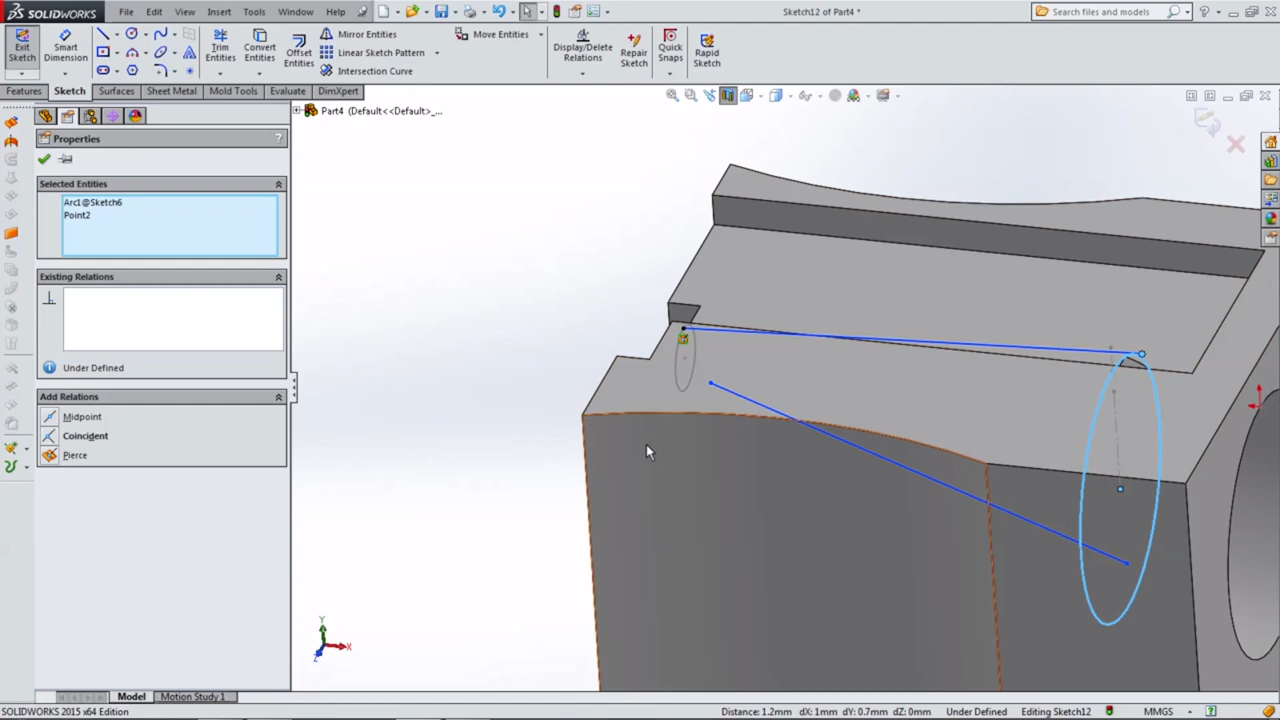 SOLIDWORKS File Edit View Insert Tools Window Help Sketch12 of Part4 * Search files and models
Exit Sketch Smart Dimension Trim Entities Convert Entities Offset Entities Mirror Entities Move Entities Linear Sketch Pattern Intersection Curve Display/Delete Relations Repair Sketch Quick Snaps Rapid Sketch
Features Sketch Surfaces Sheet Metal Mold Tools Evaluate DimXpert
Part4 (Default<<Default>_...
Properties ?
Selected Entities
Arc1@Sketch6
Point2
Existing Relations
Under Defined
Add Relations
Midpoint
Coincident
Pierce
Y
X
Z
Model Motion Study 1
SOLIDWORKS 2015 x64 Edition Distance: 1.2mm dX: 1mm dY: 0.7mm dZ: 0mm Under Defined Editing Sketch12 MMGS ?